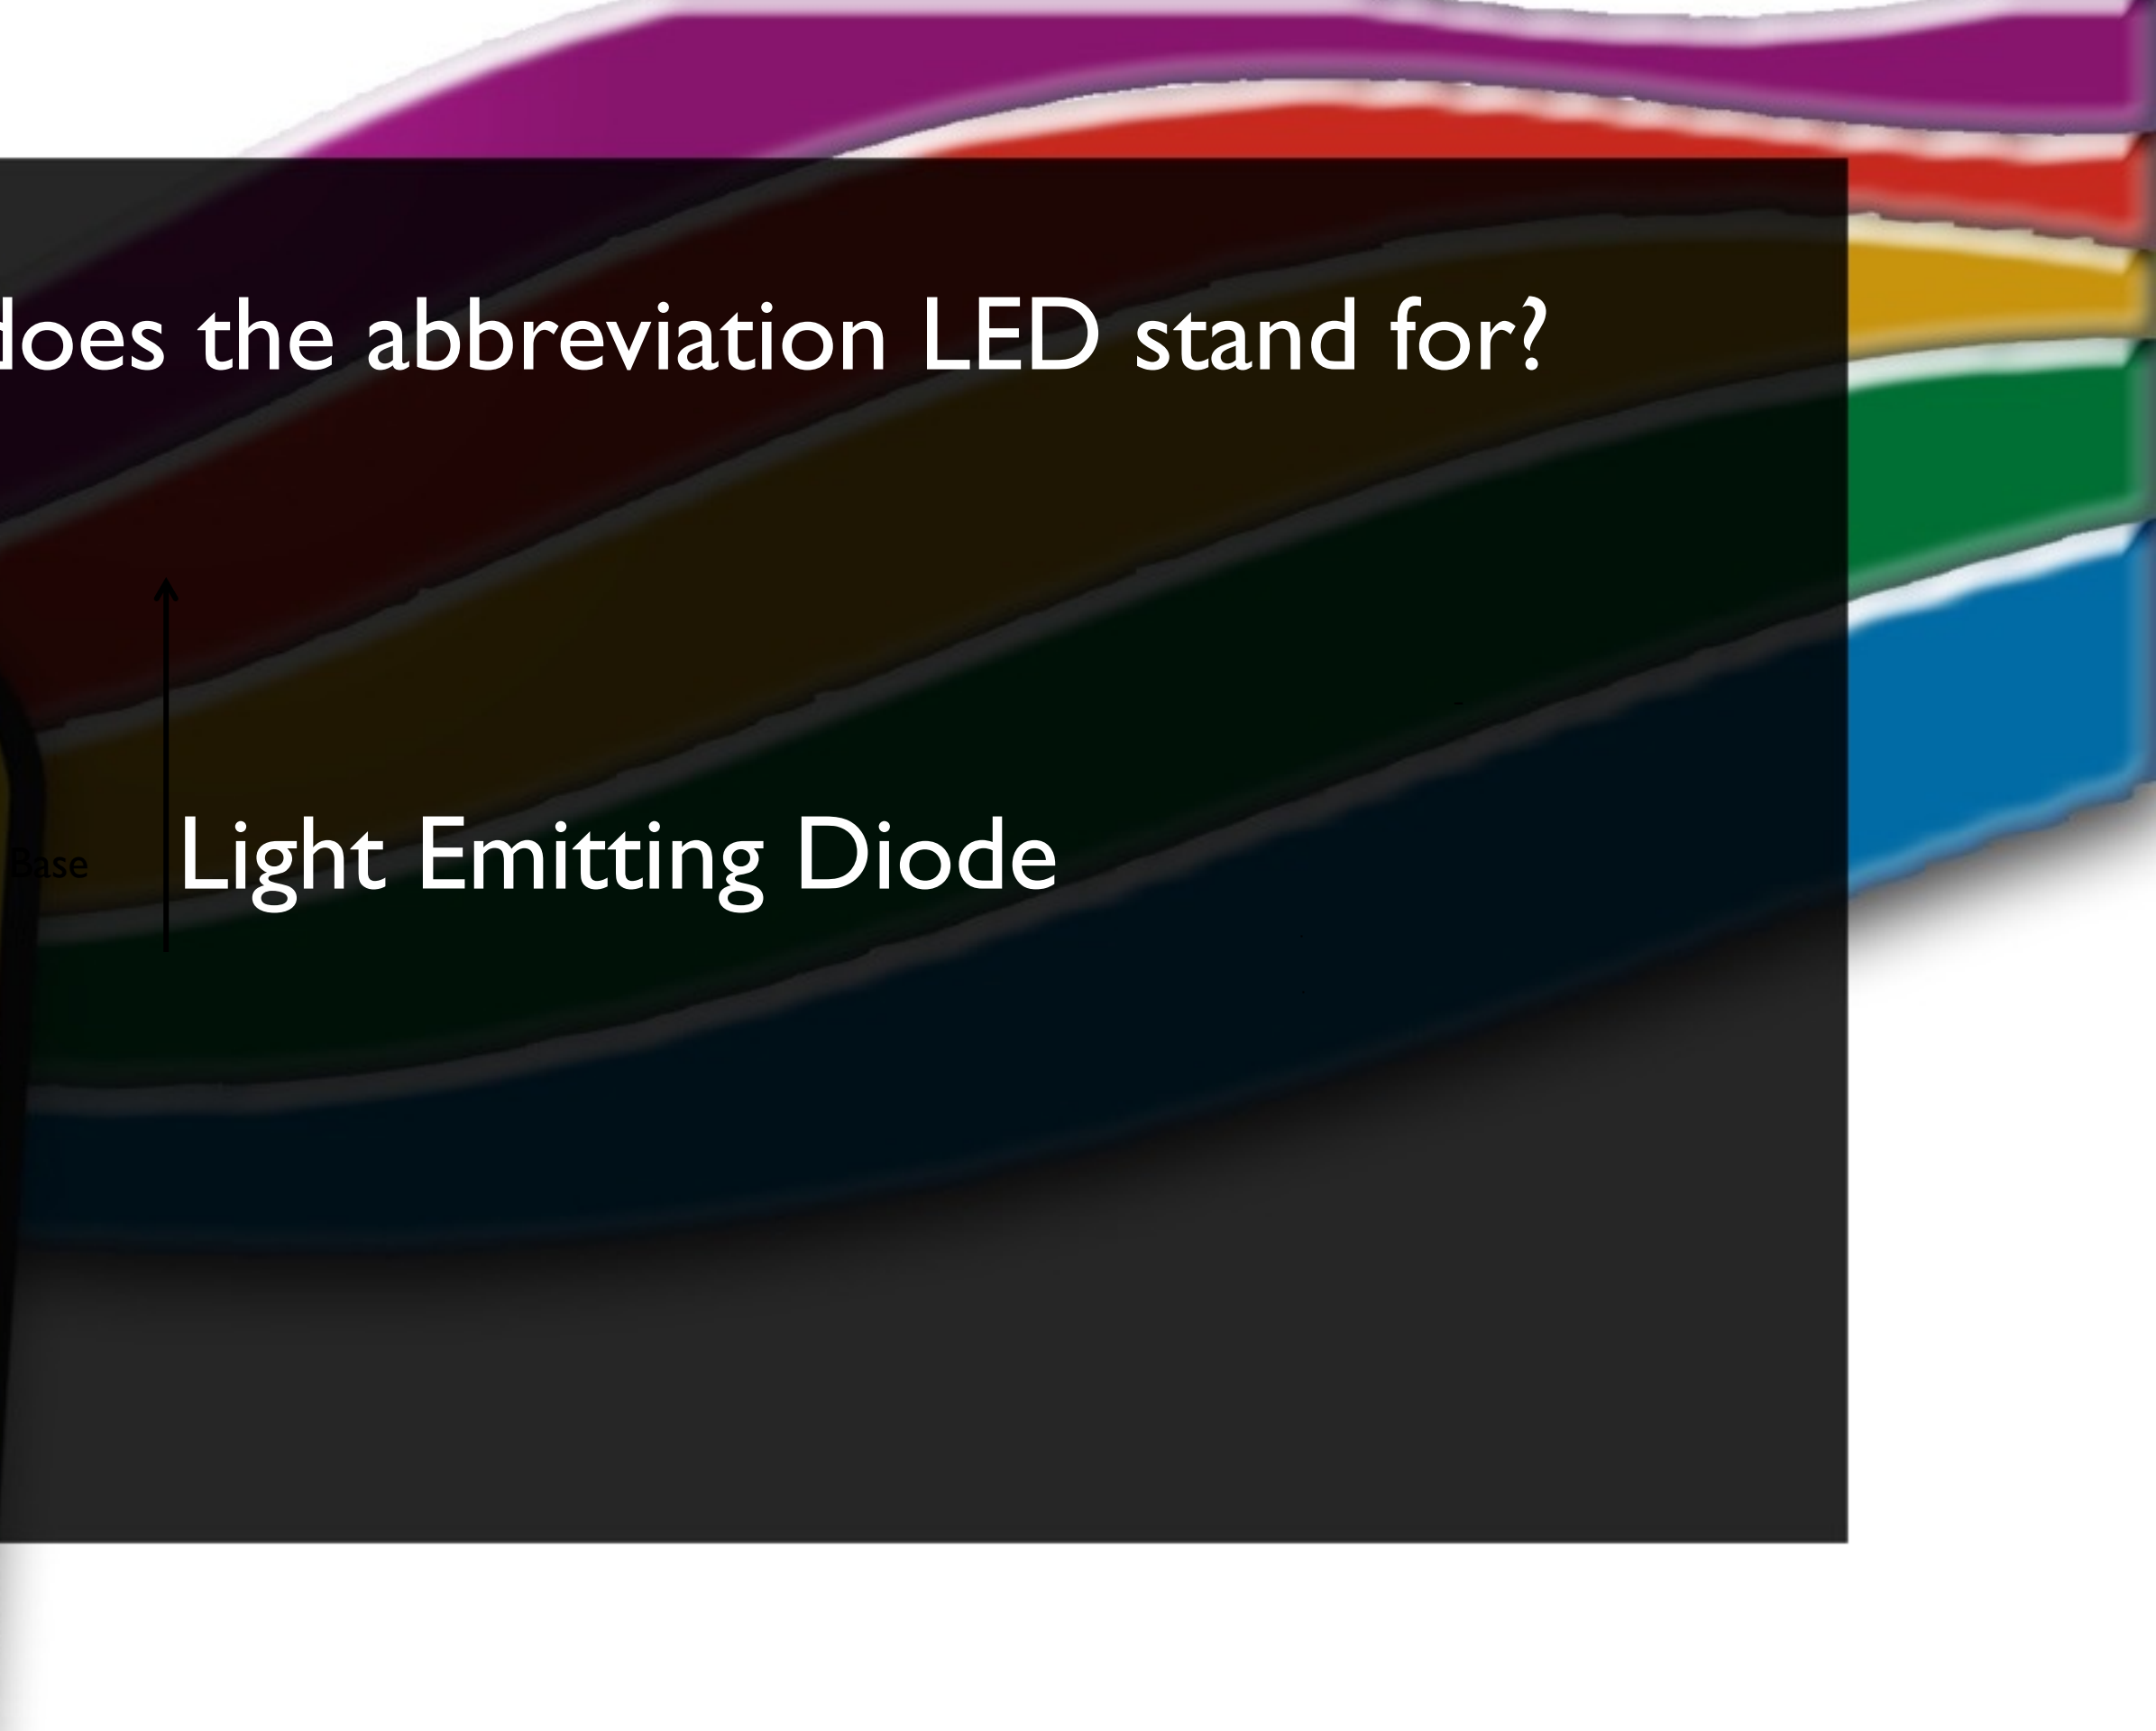 does the abbreviation LED stand for?
Light Emitting Diode
Base